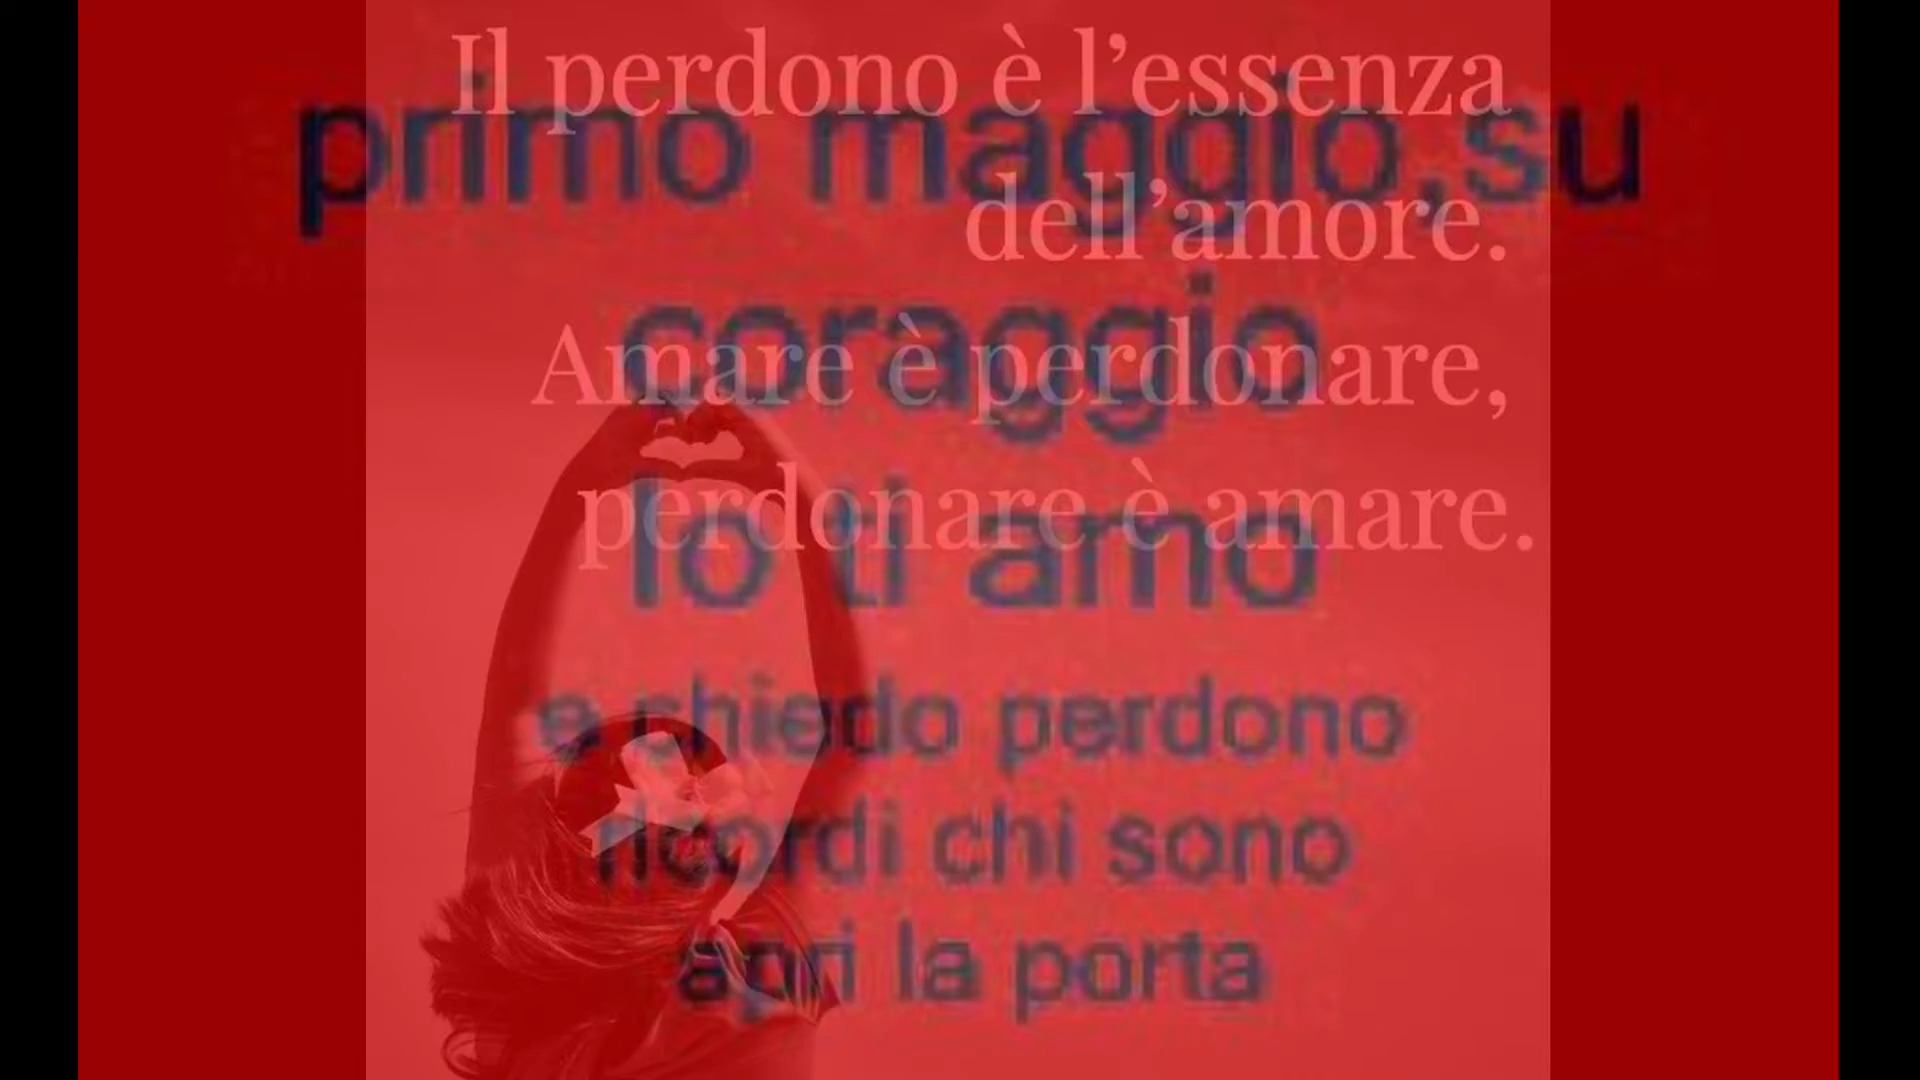 Il perdono è l’essenza
dell’amore.
Amare è perdonare,
perdonare è amare.
primo maggio,su
coraggio
Io ti amo
e chiedo perdono
ricordi chi sono
apri la porta